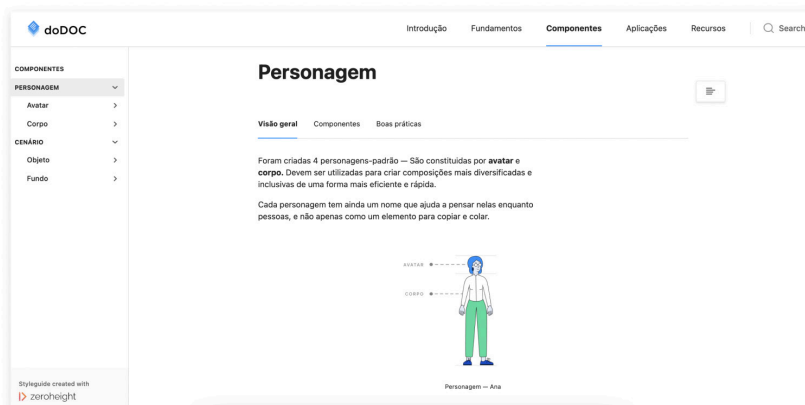 doDOC
Introdução Fundamentos Componentes Aplicações Recursos Search
COMPONENTES
PERSONAGEM
Avatar
Corpo
CENÁRIO
Objeto
Fundo
Styleguide created with
zeroheight
Personagem
Visão geral Componentes Boas práticas
Foram criadas 4 personagens-padrão — São constituidas por avatar e
corpo. Devem ser utilizadas para criar composições mais diversificadas e
inclusivas de uma forma mais eficiente e rápida.
Cada personagem tem ainda um nome que ajuda a pensar nelas enquanto
pessoas, e não apenas como um elemento para copiar e colar.
AVATAR
CORPO
Personagem — Ana